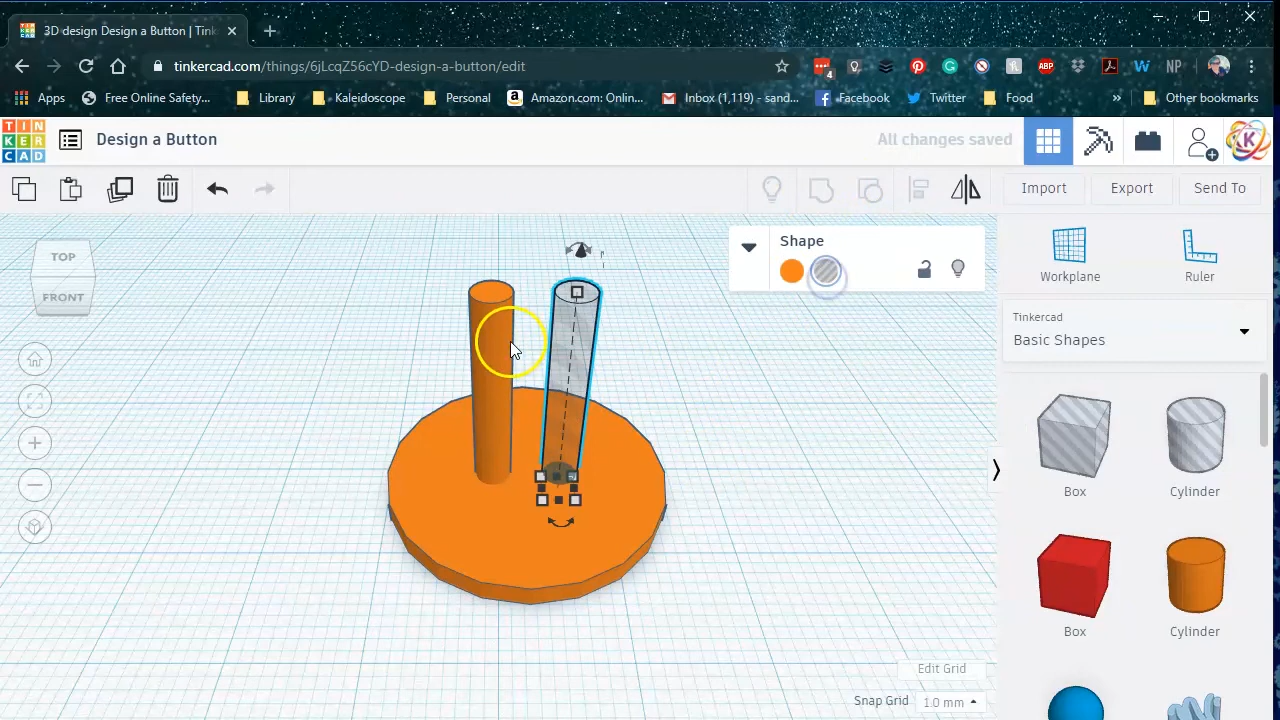 3D design Design a Button | Tink
tinkercad.com/things/6jLcqZ56cYD-design-a-button/edit
4
ABP
W
NP
Apps
Free Online Safety...
Library
Kaleidoscope
Personal
Amazon.com: Onlin...
Inbox (1,119) - sand...
Facebook
Twitter
Food
»
Other bookmarks
TIN
KER
CAD
Design a Button
All changes saved
K
Import
Export
Send To
TOP
FRONT
Shape
Workplane
Ruler
Tinkercad
Basic Shapes
Box
Cylinder
Box
Cylinder
Edit Grid
Snap Grid
1.0 mm